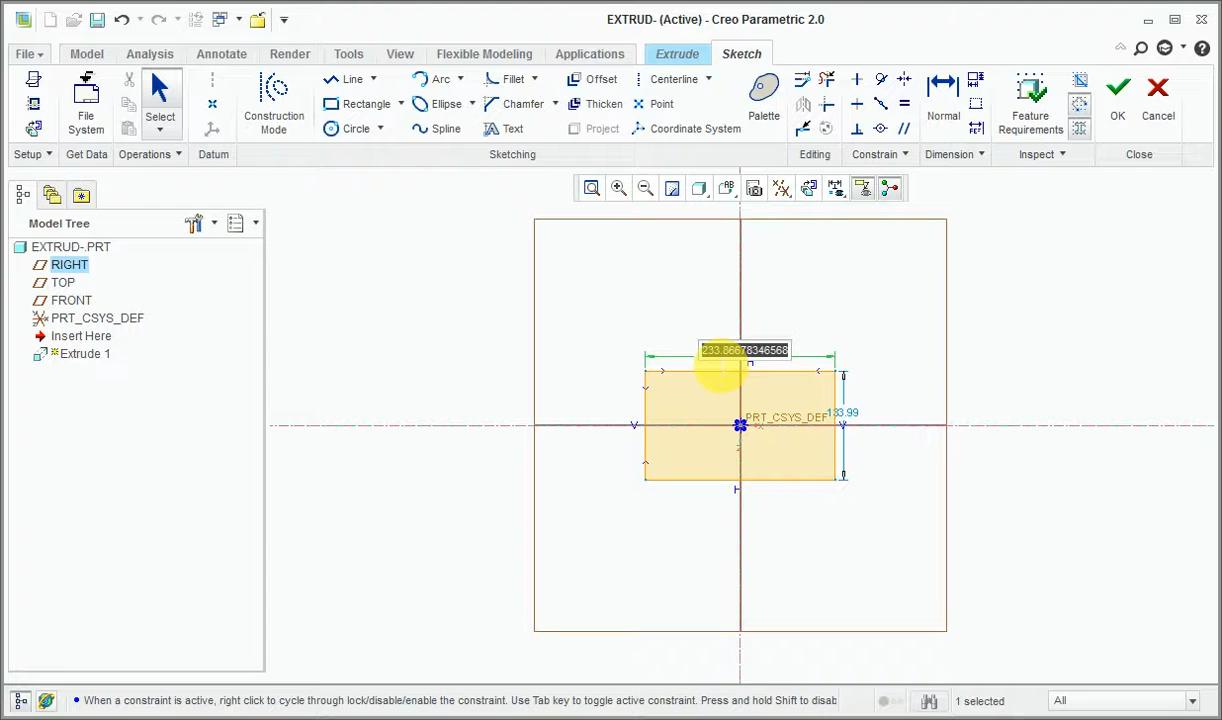 EXTRUD- (Active) - Creo Parametric 2.0
File Model Analysis Annotate Render Tools View Flexible Modeling Applications Extrude Sketch
Line Arc Fillet Offset Centerline
Rectangle Ellipse Chamfer Thicken Point
Circle Spline Text Project Coordinate System
File System
Select
Construction Mode
Palette
Normal
Feature Requirements
OK
Cancel
Setup Get Data Operations Datum Sketching Editing Constrain Dimension Inspect Close
Model Tree
EXTRUD-.PRT
RIGHT
TOP
FRONT
PRT_CSYS_DEF
Insert Here
Extrude 1
233.86678346568
H
PRT_CSYS_DEF
133.99
V
V
H
When a constraint is active, right click to cycle through lock/disable/enable the constraint. Use Tab key to toggle active constraint. Press and hold Shift to disab
1 selected
All